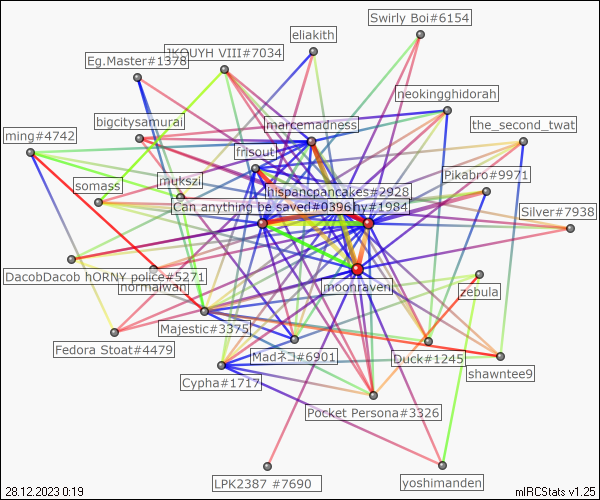 Swirly Boi#6154
eliakith
JKOUYH VIII#7034
Eg.Master#1378
neokingghidorah
bigcitysamurai
marcemadness
the_second_twat
ming#4742
frisout
Pikabro#9971
somass
mukszi
hispancpancakes#2928
Can anything be saved#0396
hy#1984
Silver#7938
DacobDacob hORNY police#5271
normalwan
moonraven
zebula
Majestic#3375
Fedora Stoat#4479
Madネコ#6901
Duck#1245
shawntee9
Cypha#1717
Pocket Persona#3326
LPK2387 #7690
yoshimanden
28.12.2023 0:19
mIRCStats v1.25